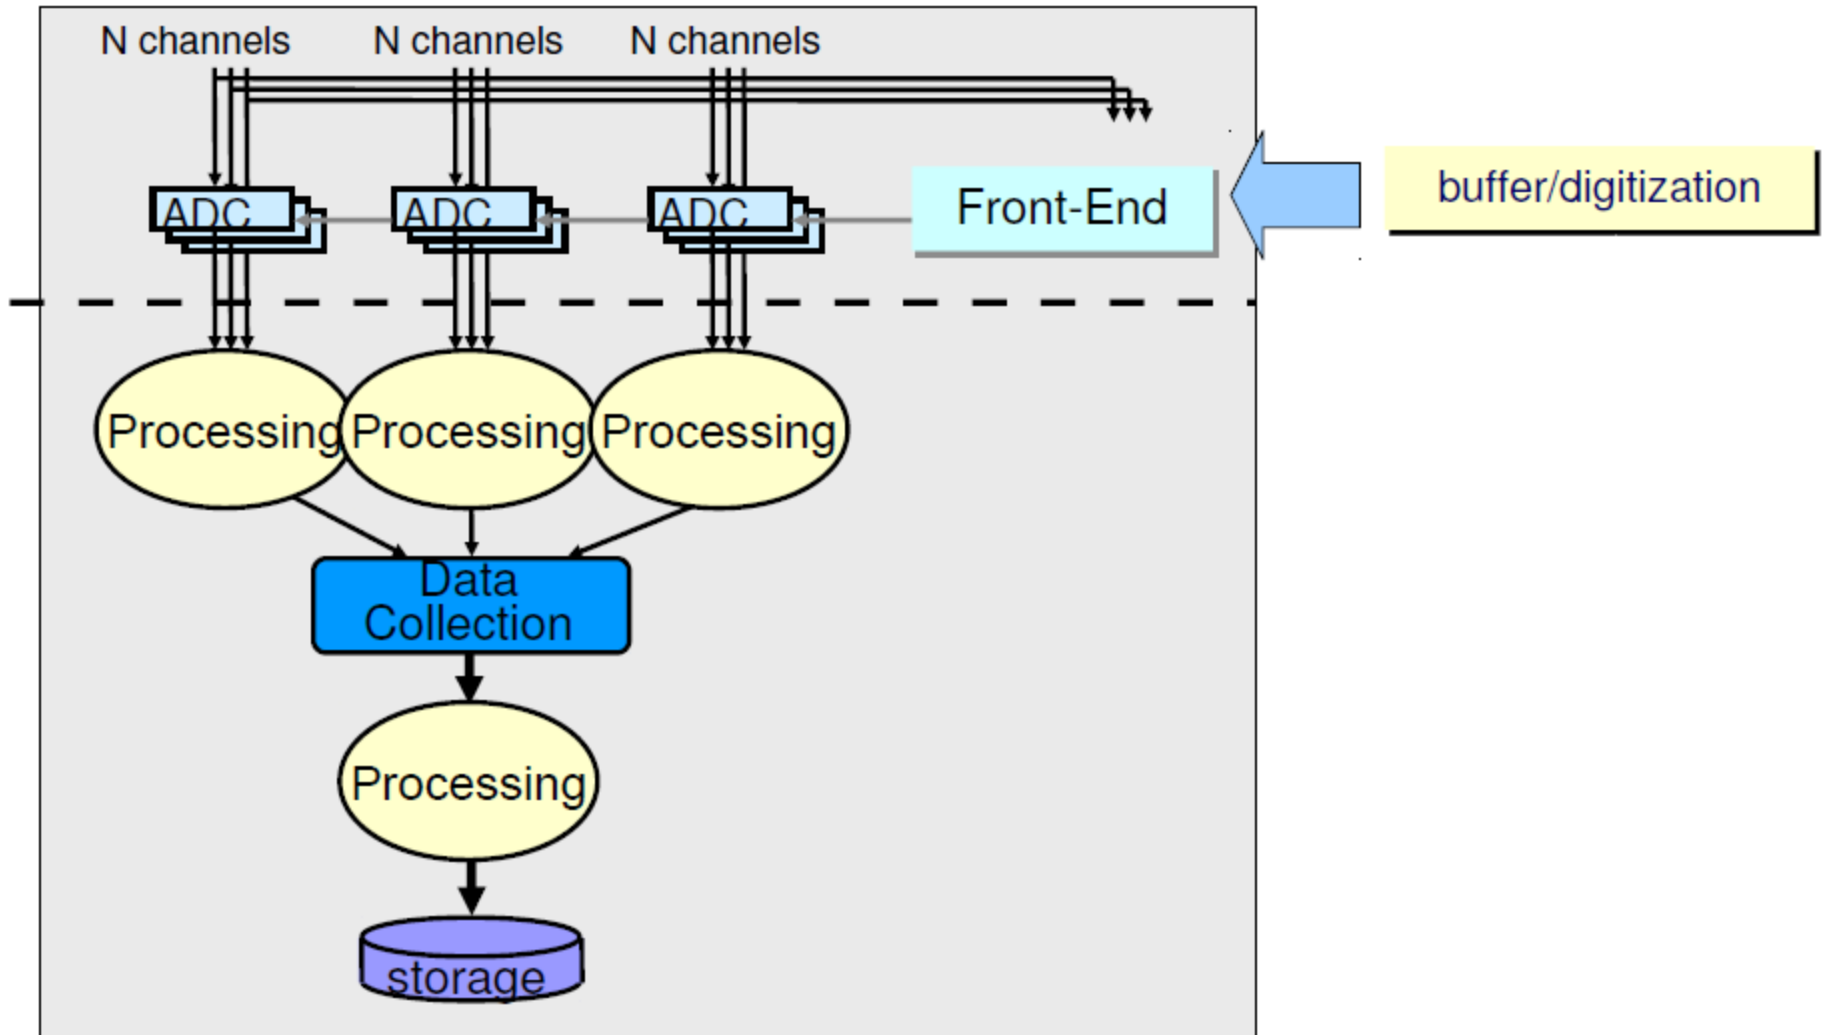 N channels
N channels
N channels
ADC
ADC
ADC
Front-End
buffer/digitization
Processing
Processing
Processing
Data
Collection
Processing
storage